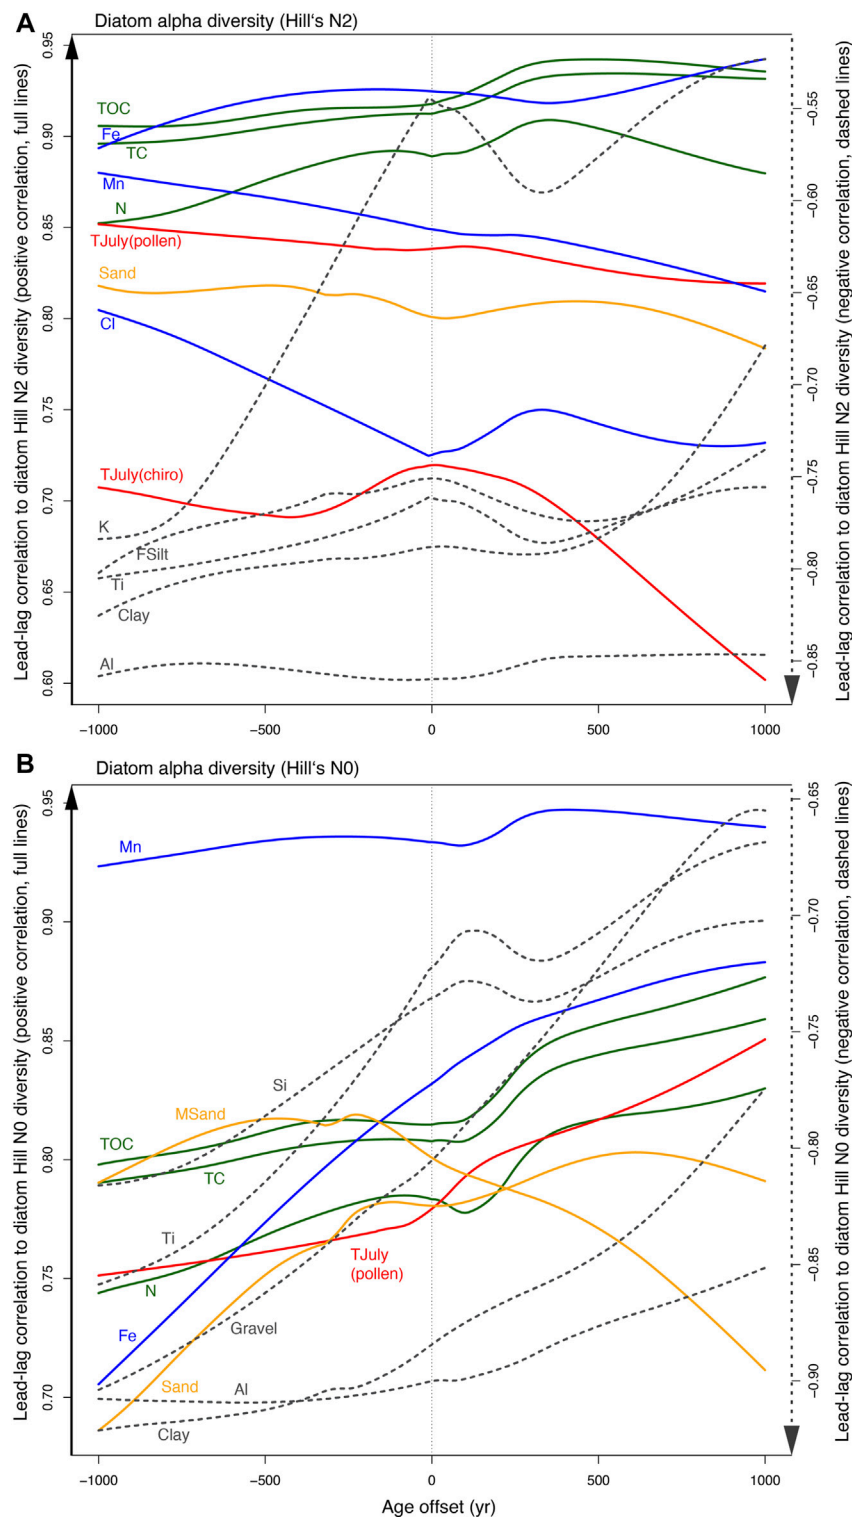 A
Diatom alpha diversity (Hill's N2)
Lead-lag correlation to diatom Hill N2 diversity (positive correlation, full lines)
0.95
0.90
0.85
0.80
0.75
0.70
0.65
0.60
TOC
Fe
TC
Mn
N
TJuly(pollen)
Sand
Cl
TJuly(chiro)
K
FSilt
Ti
Clay
Al
−0.55
−0.60
−0.65
−0.70
−0.75
−0.80
−0.85
Lead-lag correlation to diatom Hill N2 diversity (negative correlation, dashed lines)
−1000
−500
0
500
1000
B
Diatom alpha diversity (Hill's N0)
Lead-lag correlation to diatom Hill N0 diversity (positive correlation, full lines)
0.95
0.90
0.85
0.80
0.75
0.70
Mn
Si
MSand
TOC
TC
Ti
TJuly
(pollen)
N
Gravel
Fe
Sand
Al
Clay
−0.65
−0.70
−0.75
−0.80
−0.85
−0.90
Lead-lag correlation to diatom Hill N0 diversity (negative correlation, dashed lines)
−1000
−500
0
500
1000
Age offset (yr)